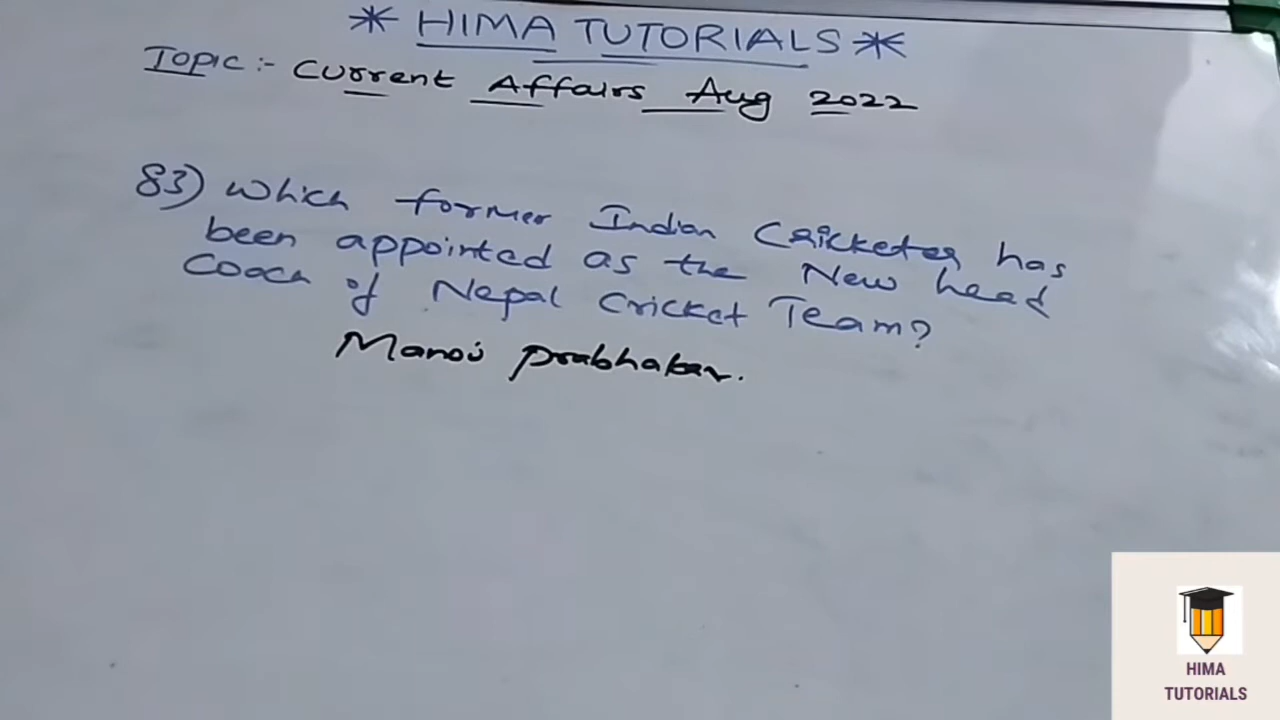 * HIMA TUTORIALS *
Topic:- Current Affairs Aug 2022
83) Which former Indian Cricketer has
been appointed as the New head
Coach of Nepal Cricket Team?
Manoj Prabhakar.
HIMA
TUTORIALS